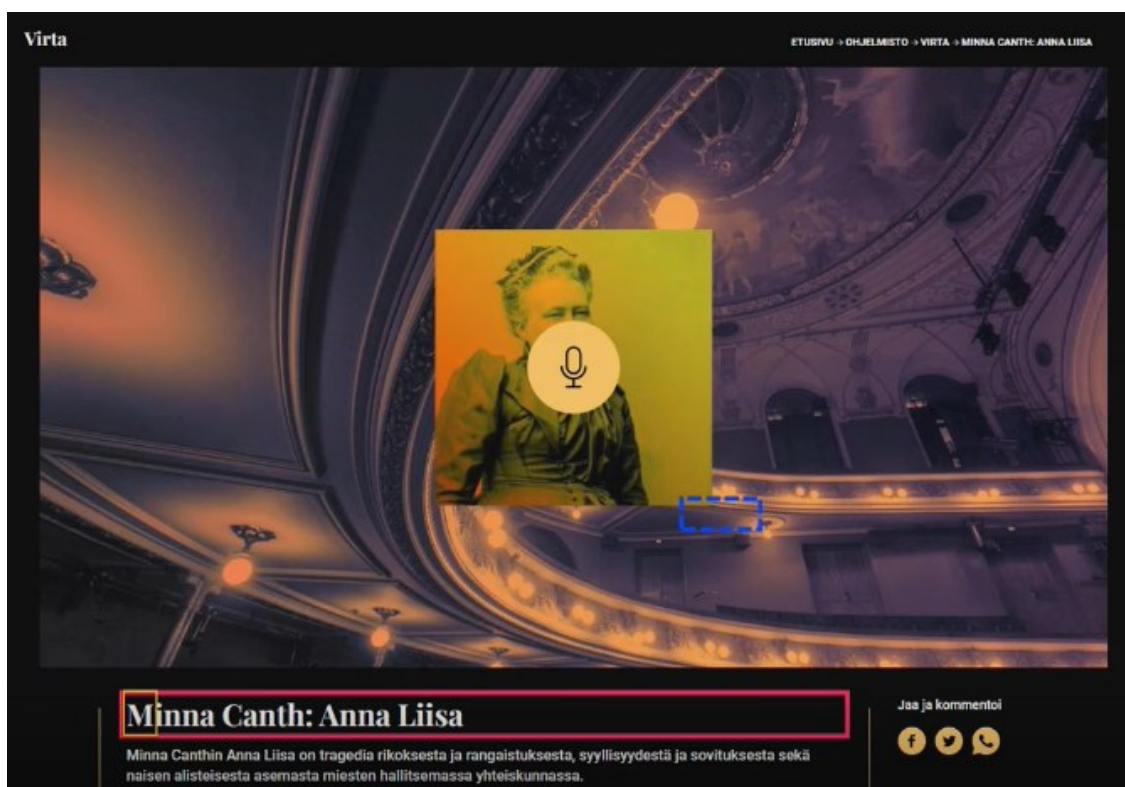 Virta
ETUSIVU → OHJELMISTO → VIRTA → MINNA CANTH: ANNA LIISA
Minna Canth: Anna Liisa
Minna Canthin Anna Liisa on tragedia rikoksesta ja rangaistuksesta, syyllisyydestä ja sovituksesta sekä
naisen alisteisesta asemasta miesten hallitsemassa yhteiskunnassa.
Jaa ja kommentoi